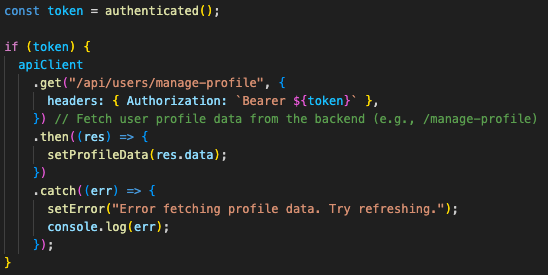 const token = authenticated();
if (token) {
apiClient
.get("/api/users/manage-profile", {
headers: { Authorization: `Bearer ${token}` },
}) // Fetch user profile data from the backend (e.g., /manage-profile)
.then((res) => {
setProfileData(res.data);
})
.catch((err) => {
setError("Error fetching profile data. Try refreshing.");
console.log(err);
});
}